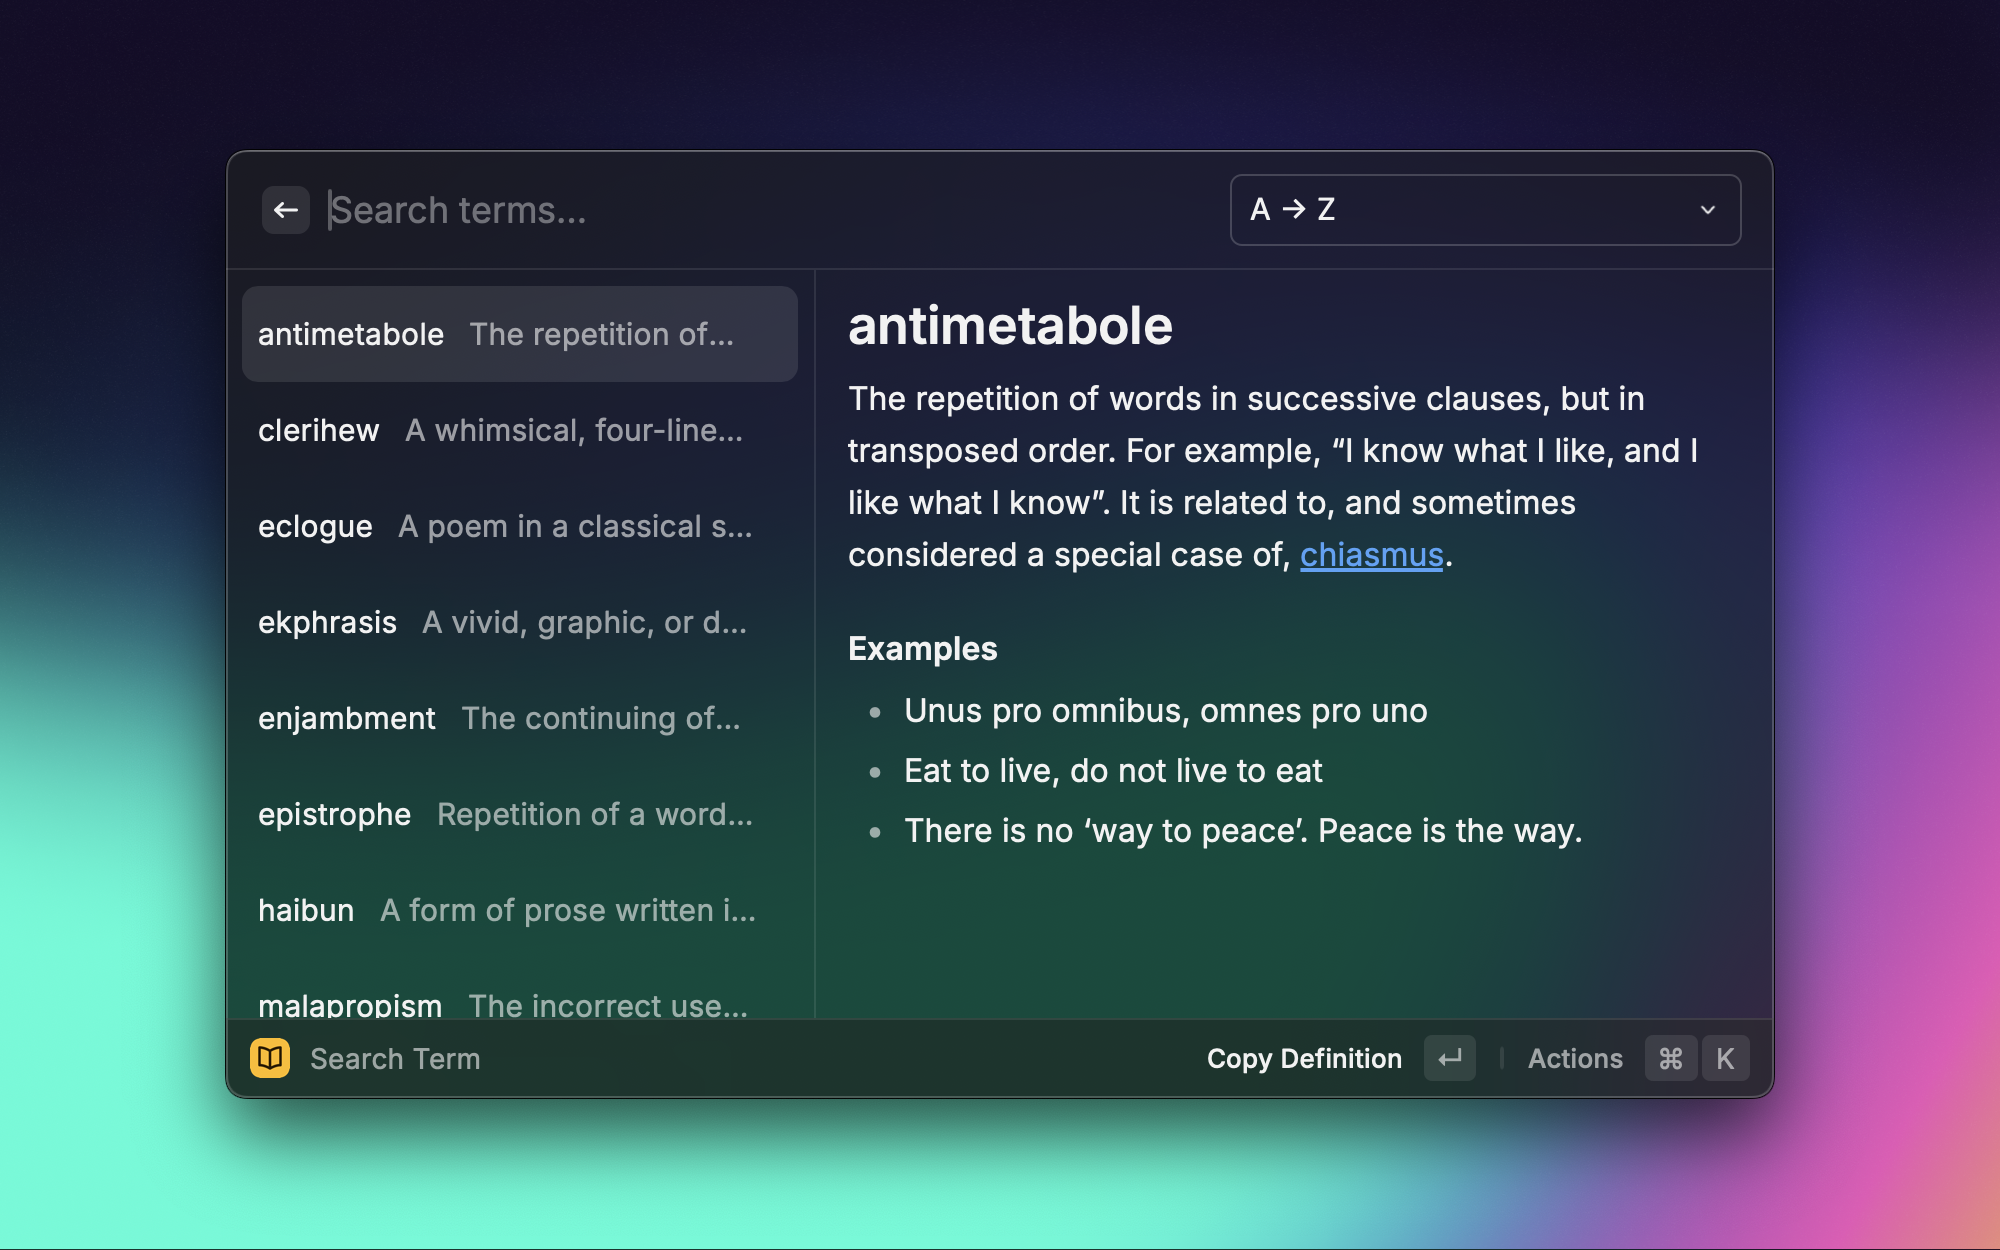 Search terms...
A → Z
antimetabole The repetition of...
clerihew A whimsical, four-line...
eclogue A poem in a classical s...
ekphrasis A vivid, graphic, or d...
enjambment The continuing of...
epistrophe Repetition of a word...
haibun A form of prose written i...
malapropism The incorrect use...
antimetabole
The repetition of words in successive clauses, but in
transposed order. For example, “I know what I like, and I
like what I know”. It is related to, and sometimes
considered a special case of, chiasmus.
Examples
• Unus pro omnibus, omnes pro uno
• Eat to live, do not live to eat
• There is no ‘way to peace’. Peace is the way.
Search Term
Copy Definition ↵ | Actions ⌘ K